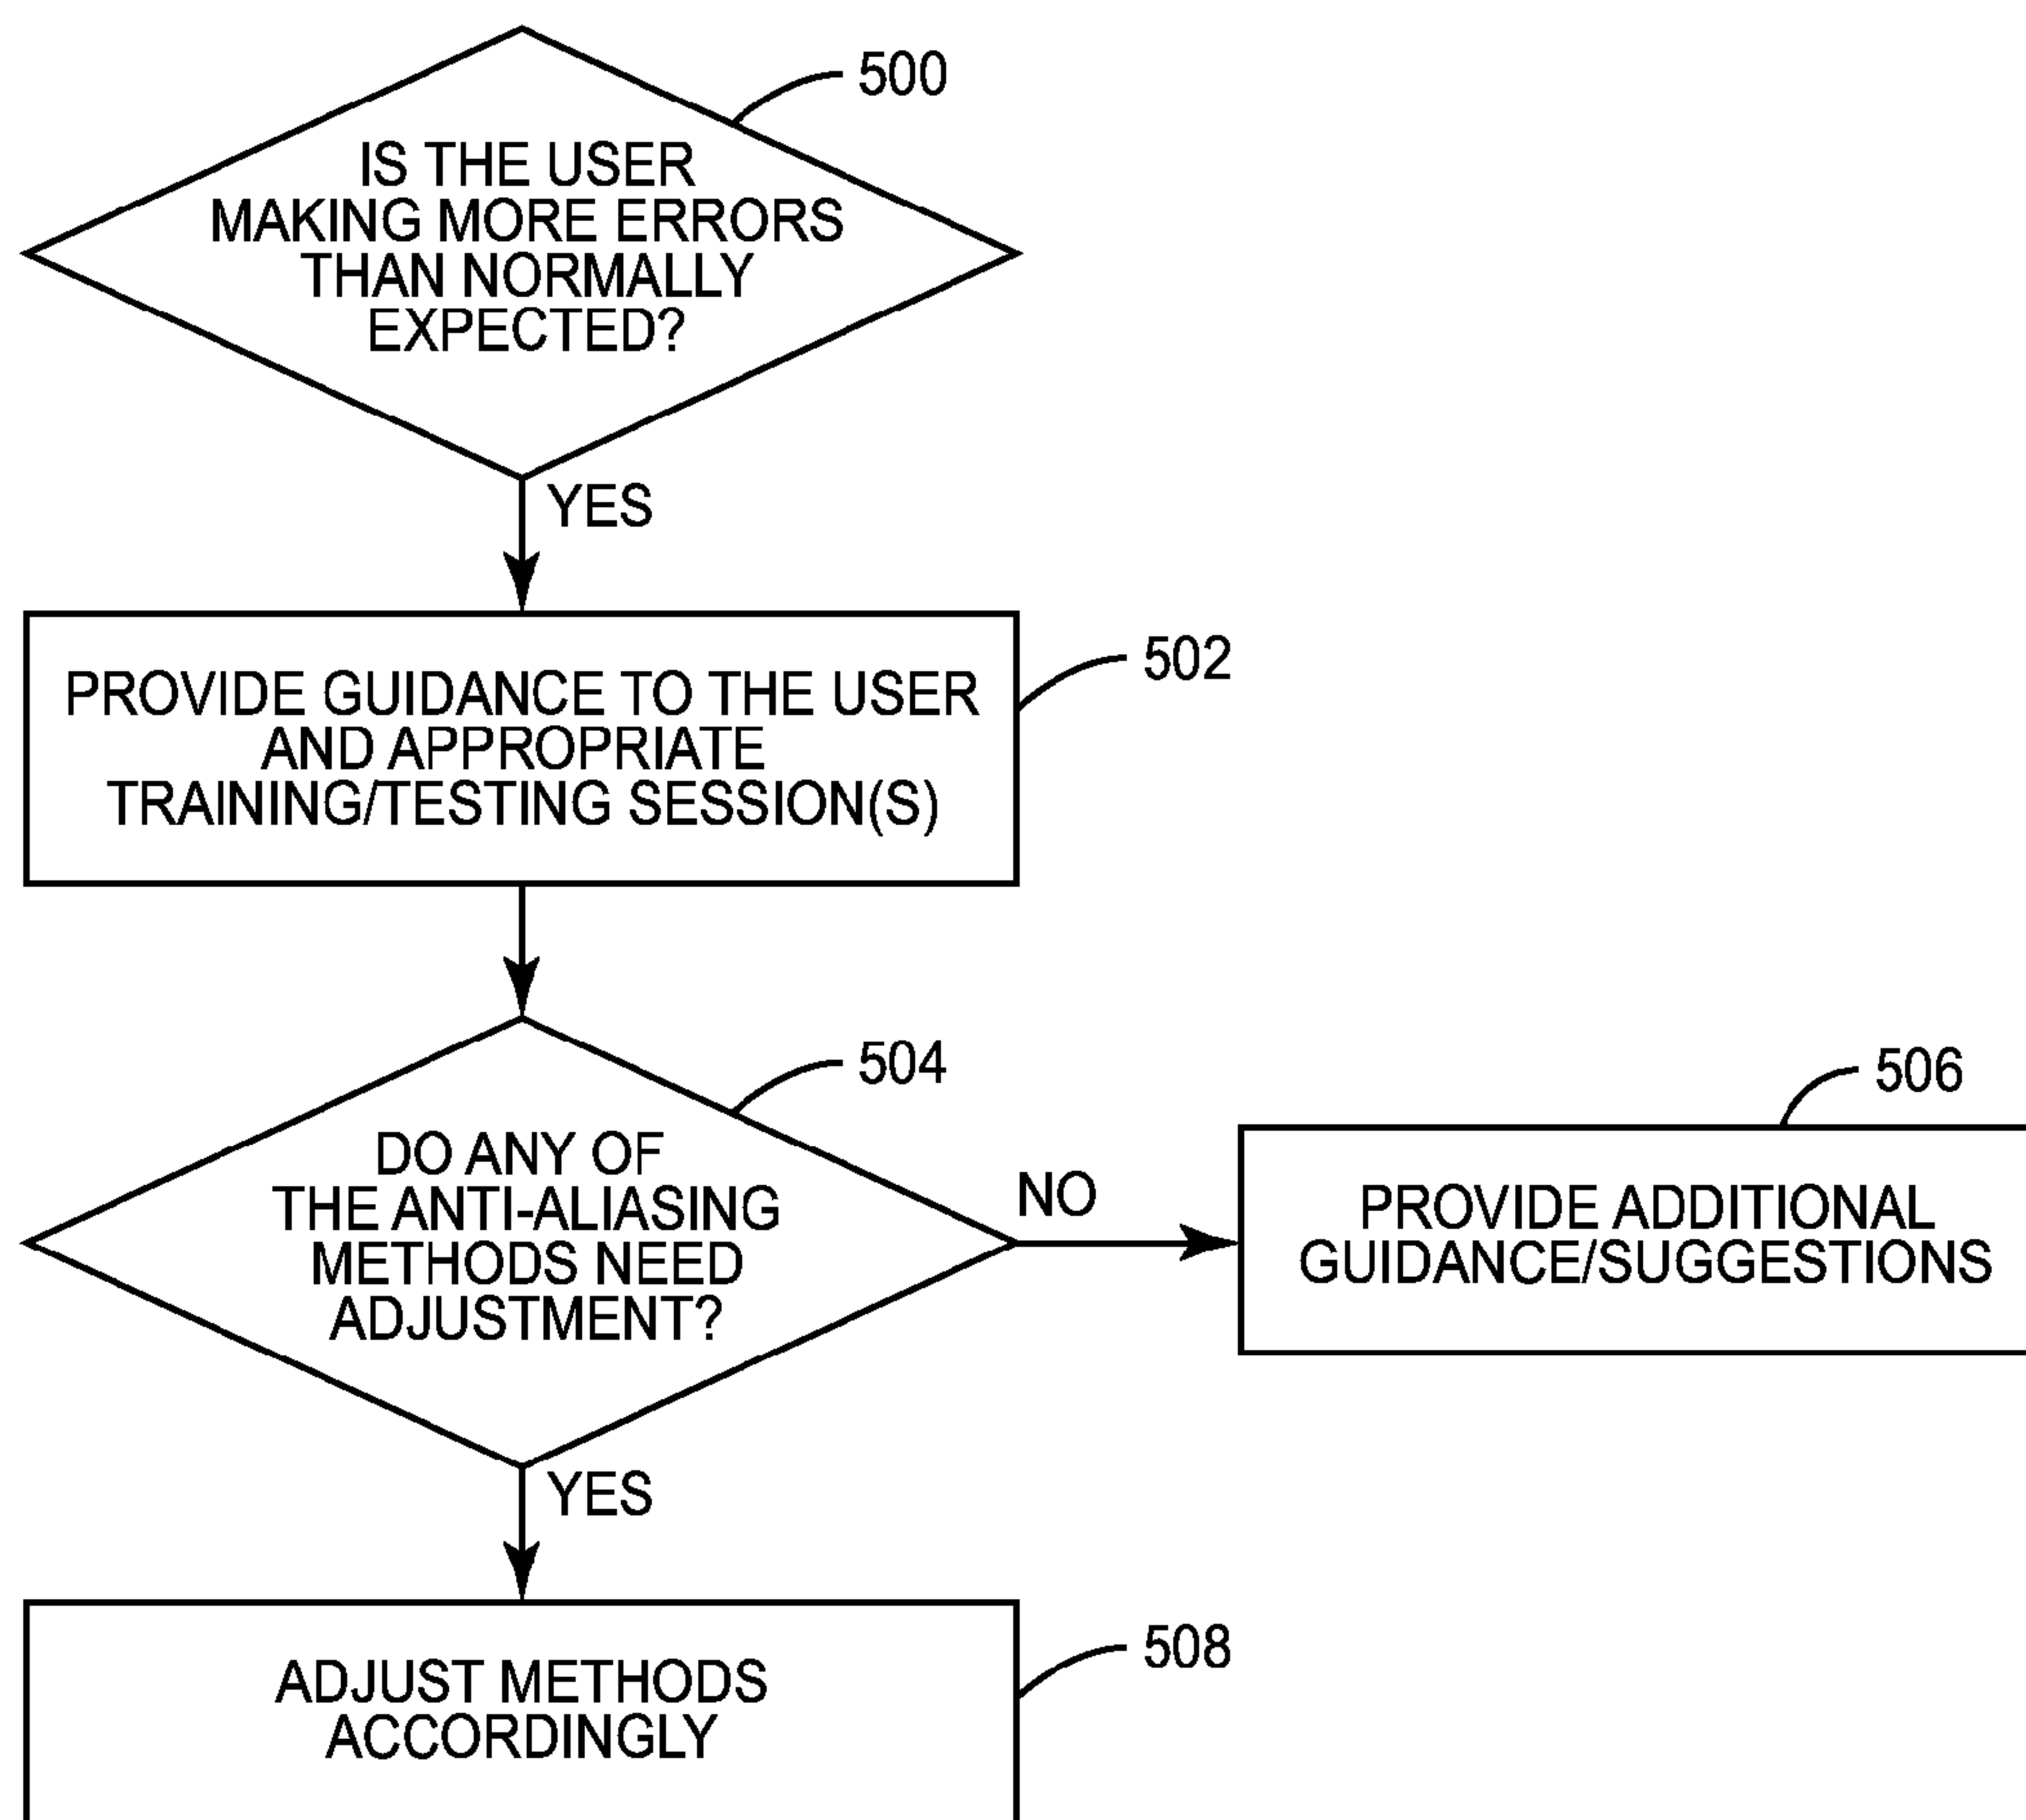 500
IS THE USER
MAKING MORE ERRORS
THAN NORMALLY
EXPECTED?
YES
502
PROVIDE GUIDANCE TO THE USER
AND APPROPRIATE
TRAINING/TESTING SESSION(S)
504
DO ANY OF
THE ANTI-ALIASING
METHODS NEED
ADJUSTMENT?
NO
506
PROVIDE ADDITIONAL
GUIDANCE/SUGGESTIONS
YES
508
ADJUST METHODS
ACCORDINGLY